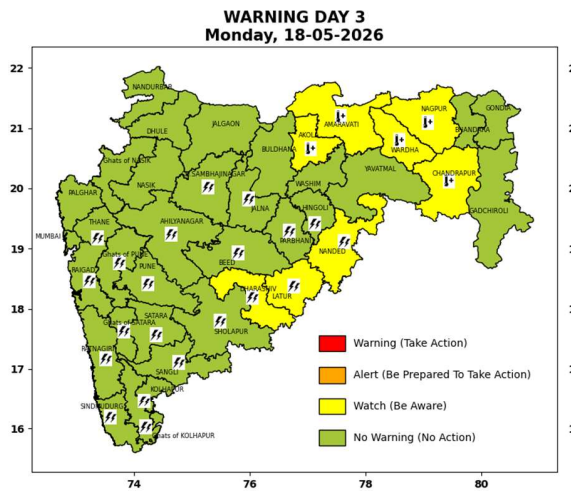 WARNING DAY 3
Monday, 18-05-2026
22
21
20
19
18
17
16
74
76
78
80
NANDURBAR
DHULE
JALGAON
Ghats of NASIK
NASIK
BULDHANA
AKOLA
AMARAVATI
NAGPUR
GONDIA
BHANDARA
WARDHA
YAVATMAL
CHANDRAPUR
GADCHIROLI
WASHIM
HINGOLI
SAMBHAJINAGAR
JALNA
PALGHAR
THANE
MUMBAI
AHILYANAGAR
PARBHANI
NANDED
BEED
RAIGAD
Ghats of PUNE
PUNE
DHARASHIV
LATUR
SATARA
Ghats of SATARA
SHOLAPUR
RATNAGIRI
SANGLI
KOLHAPUR
SINDHUDURG
Ghats of KOLHAPUR
Warning (Take Action)
Alert (Be Prepared To Take Action)
Watch (Be Aware)
No Warning (No Action)